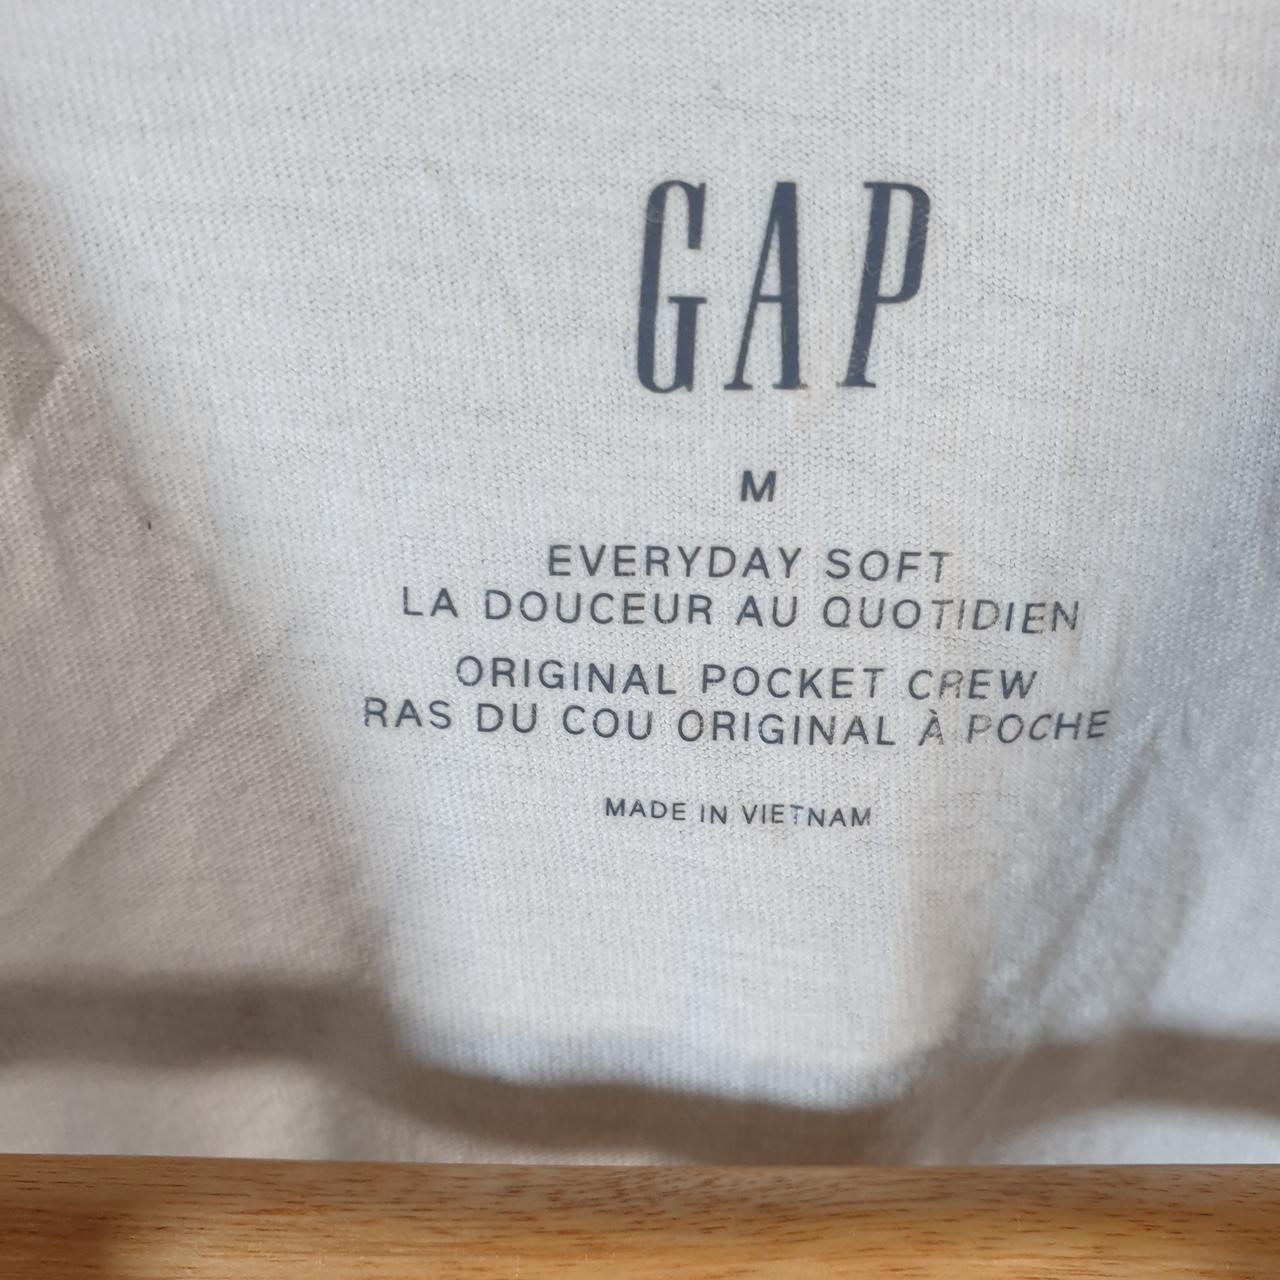 GAP
M
EVERYDAY SOFT
LA DOUCEUR AU QUOTIDIEN
ORIGINAL POCKET CREW
RAS DU COU ORIGINAL À POCHE
MADE IN VIETNAM